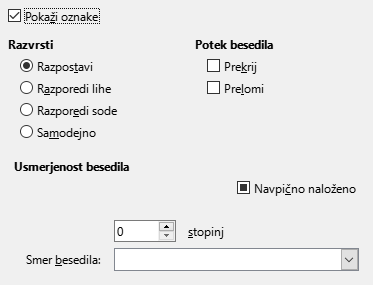 Pokaži oznake
Razvrsti
Potek besedila
Razpostavi
Prekrij
Razporedi lihe
Prelomi
Razporedi sode
Samodejno
Usmerjenost besedila
Navpično naloženo
0 stopinj
Smer besedila: